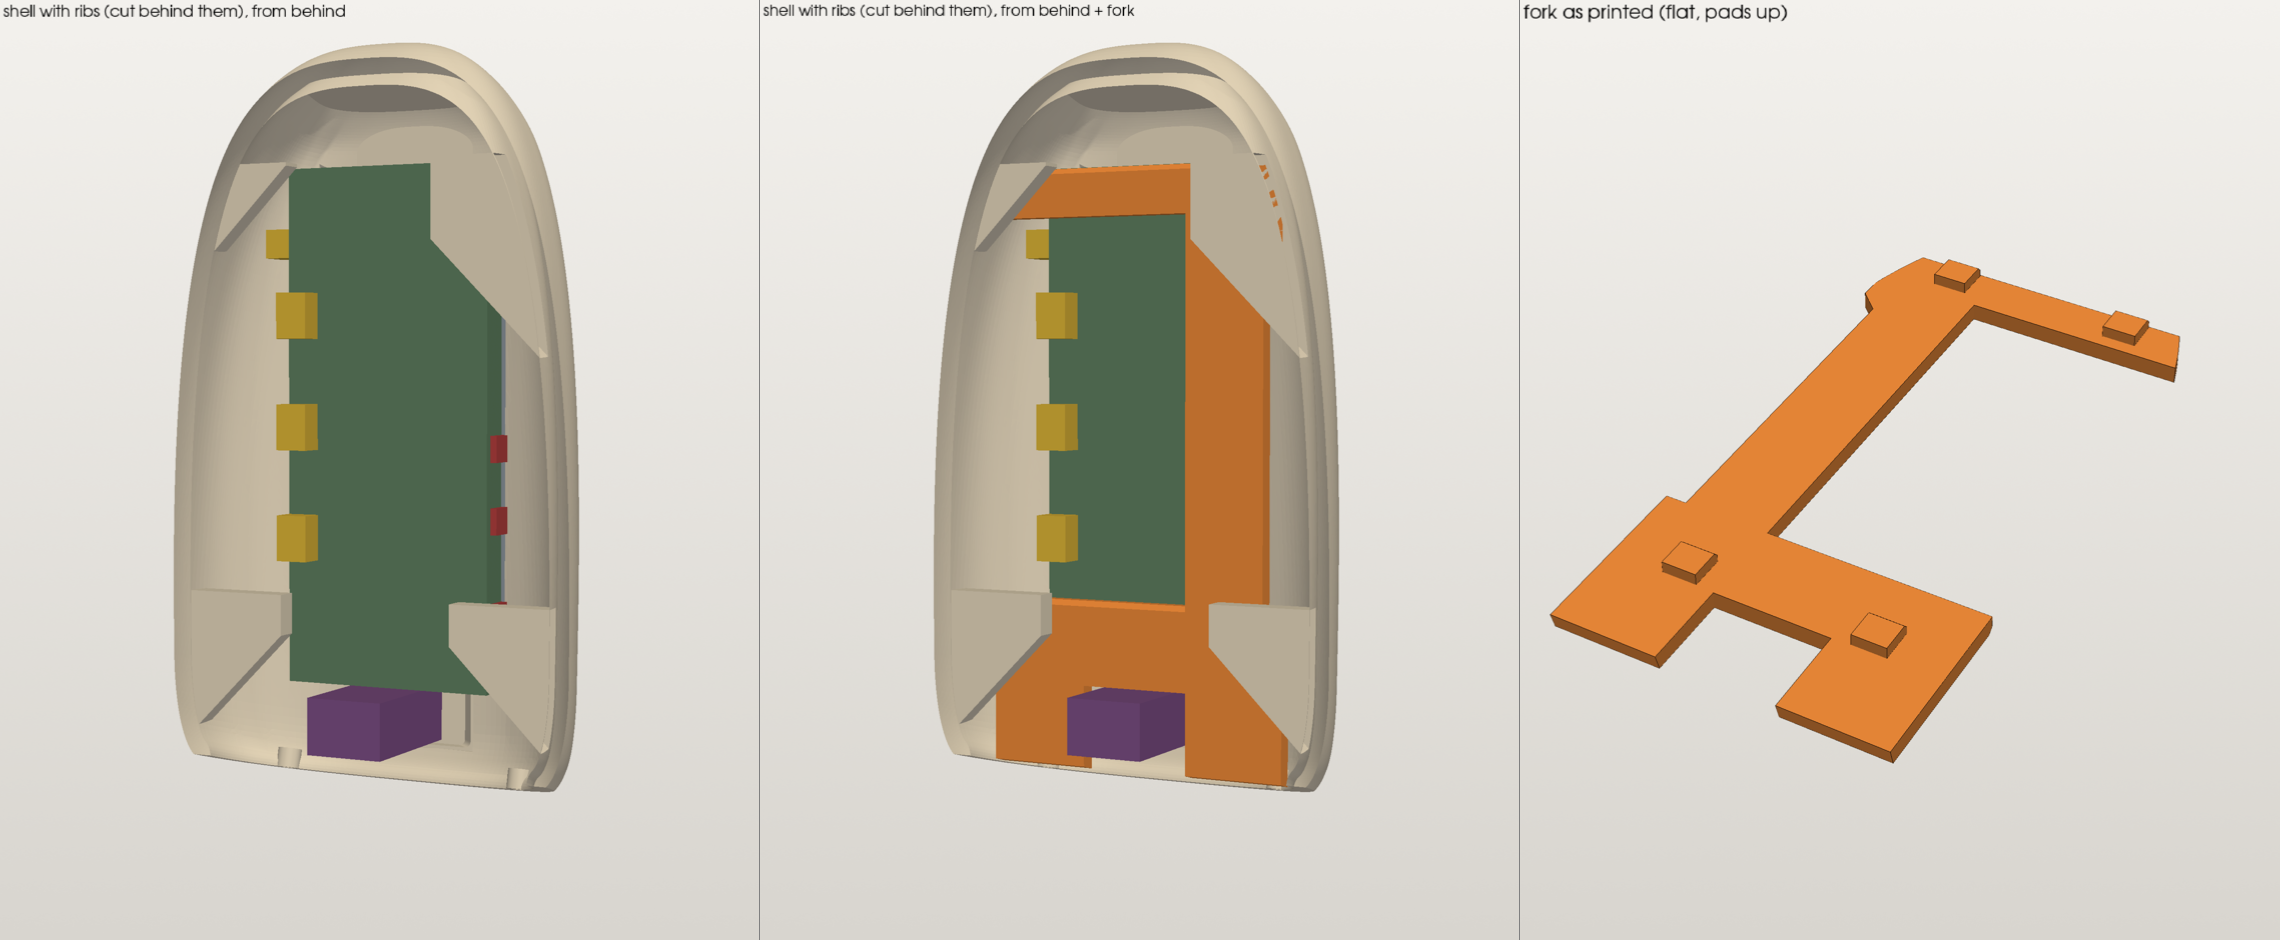 shell with ribs (cut behind them), from behind
shell with ribs (cut behind them), from behind + fork
fork as printed (flat, pads up)